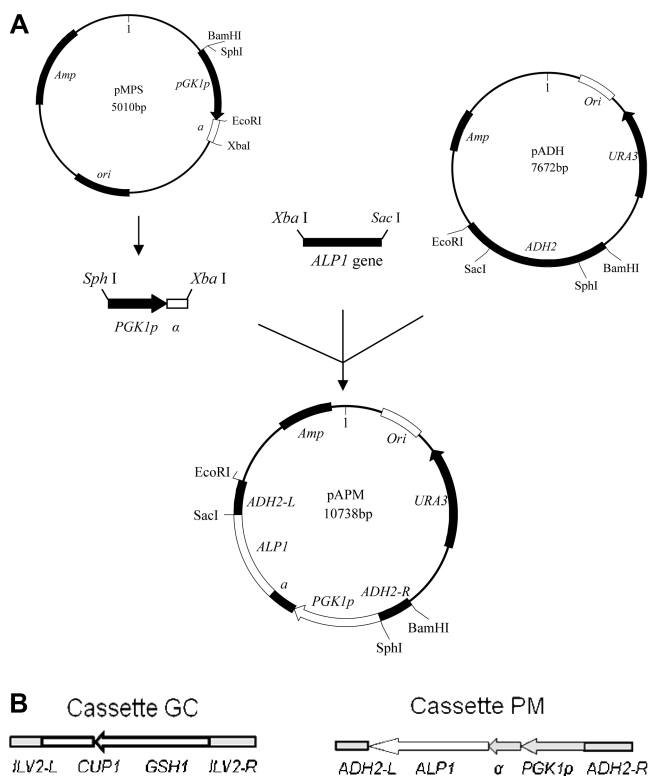 A
1
BamHI
SphI
Amp
pGK1p
pMPS
5010bp
EcoRI
a
XbaI
ori
1
Ori
Amp
pADH
7672bp
URA3
EcoRI
SacI
ADH2
BamHI
SphI
Xba I
Sac I
ALP1 gene
Sph I
Xba I
PGK1p
α
1
Amp
Ori
EcoRI
ADH2-L
pAPM
10738bp
URA3
SacI
ALP1
a
PGK1p
ADH2-R
BamHI
SphI
B
Cassette GC
ILV2-L CUP1 GSH1 ILV2-R
Cassette PM
ADH2-L ALP1 α PGK1p ADH2-R